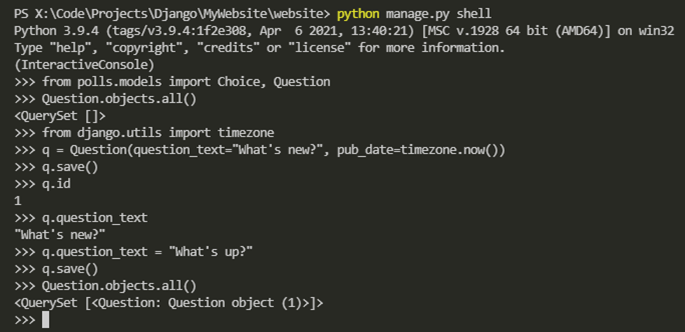 PS X:\Code\Projects\Django\MyWebsite\website> python manage.py shell
Python 3.9.4 (tags/v3.9.4:1f2e308, Apr  6 2021, 13:40:21) [MSC v.1928 64 bit (AMD64)] on win32
Type "help", "copyright", "credits" or "license" for more information.
(InteractiveConsole)
>>> from polls.models import Choice, Question
>>> Question.objects.all()
<QuerySet []>
>>> from django.utils import timezone
>>> q = Question(question_text="What's new?", pub_date=timezone.now())
>>> q.save()
>>> q.id
1
>>> q.question_text
"What's new?"
>>> q.question_text = "What's up?"
>>> q.save()
>>> Question.objects.all()
<QuerySet [<Question: Question object (1)>]>
>>>